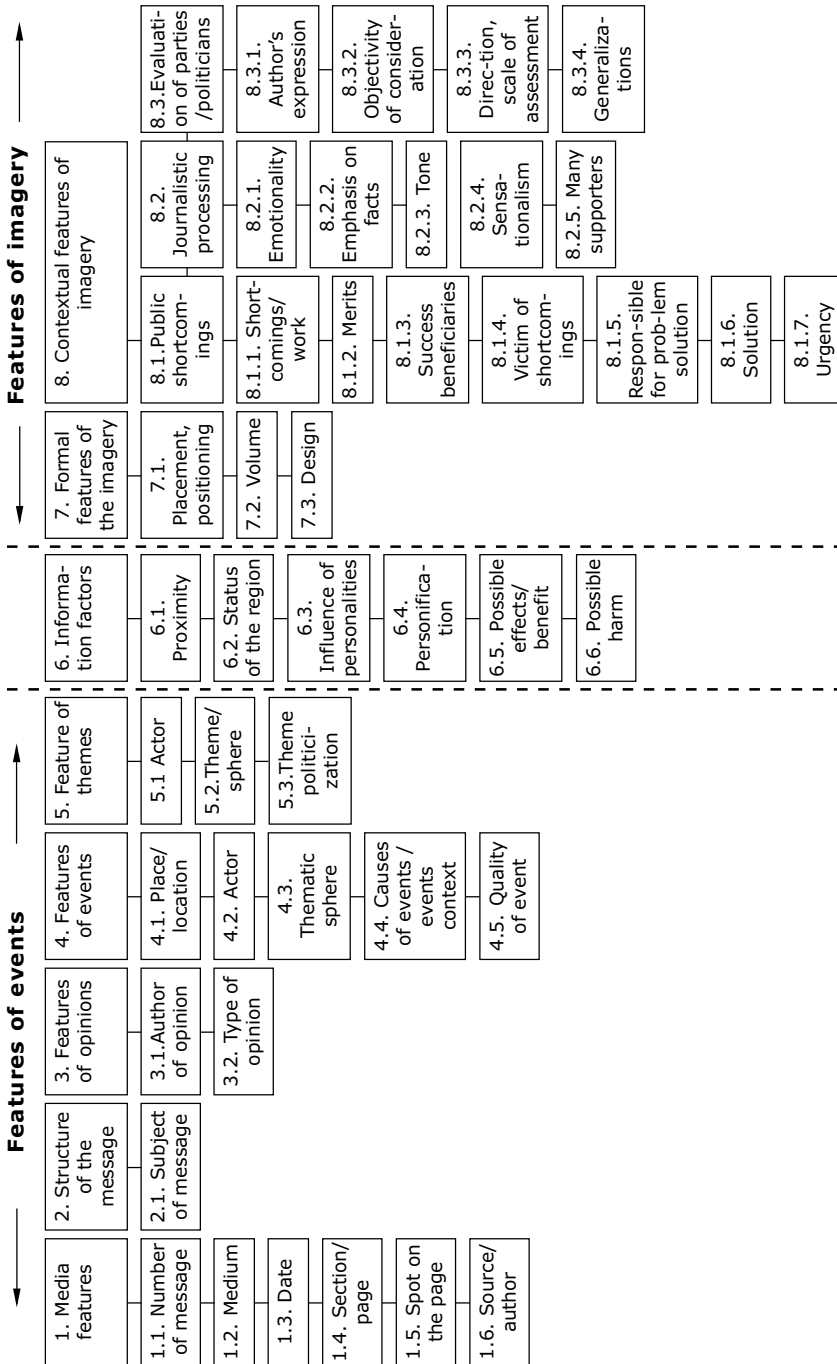 Features of events
Features of imagery
1. Media
features
1.1. Number
of message
1.2. Medium
1.3. Date
1.4. Section/
page
1.5. Spot on
the page
1.6. Source/
author
2. Structure
of the
message
2.1. Subject
of message
3. Features
of opinions
3.1.Author
of opinion
3.2. Type of
opinion
4. Features
of events
4.1. Place/
location
4.2. Actor
4.3.
Thematic
sphere
4.4. Causes
of events /
events
context
4.5. Quality
of event
5. Feature of
themes
5.1 Actor
5.2.Theme/
sphere
5.3.Theme
politici-
zation
6. Informa-
tion factors
6.1.
Proximity
6.2. Status
of the region
6.3.
Influence of
personalities
6.4.
Personifica-
tion
6.5. Possible
effects/
benefit
6.6. Possible
harm
7. Formal
features of
the imagery
7.1.
Placement,
positioning
7.2. Volume
7.3. Design
8. Contextual features of
imagery
8.1.Public
shortcom-
ings
8.1.1. Short-
comings/
work
8.1.2. Merits
8.1.3.
Success
beneficiaries
8.1.4.
Victim of
shortcom-
ings
8.1.5.
Respon-sible
for prob-lem
solution
8.1.6.
Solution
8.1.7.
Urgency
8.2.
Journalistic
processing
8.2.1.
Emotionality
8.2.2.
Emphasis on
facts
8.2.3. Tone
8.2.4.
Sensa-
tionalism
8.2.5. Many
supporters
8.3.Evaluati-
on of parties
/politicians
8.3.1.
Author's
expression
8.3.2.
Objectivity
of consider-
ation
8.3.3.
Direc-tion,
scale of
assessment
8.3.4.
Generaliza-
tions